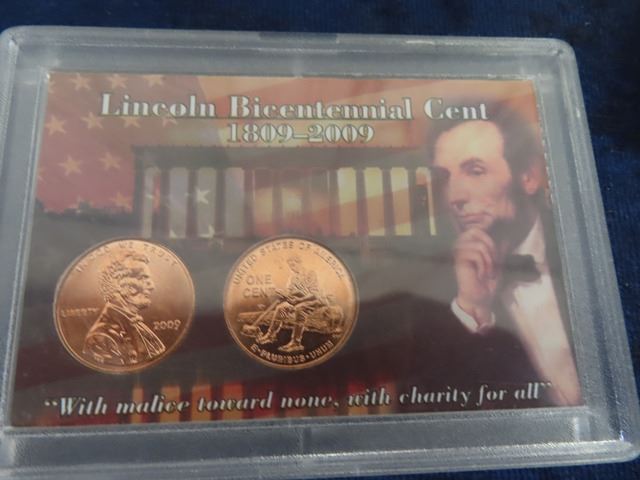 Lincoln Bicentennial Cent
1809–2009
IN GOD WE TRUST
LIBERTY
2009
UNITED STATES OF AMERICA
ONE
CENT
E·PLURIBUS·UNUM
"With malice toward none, with charity for all"